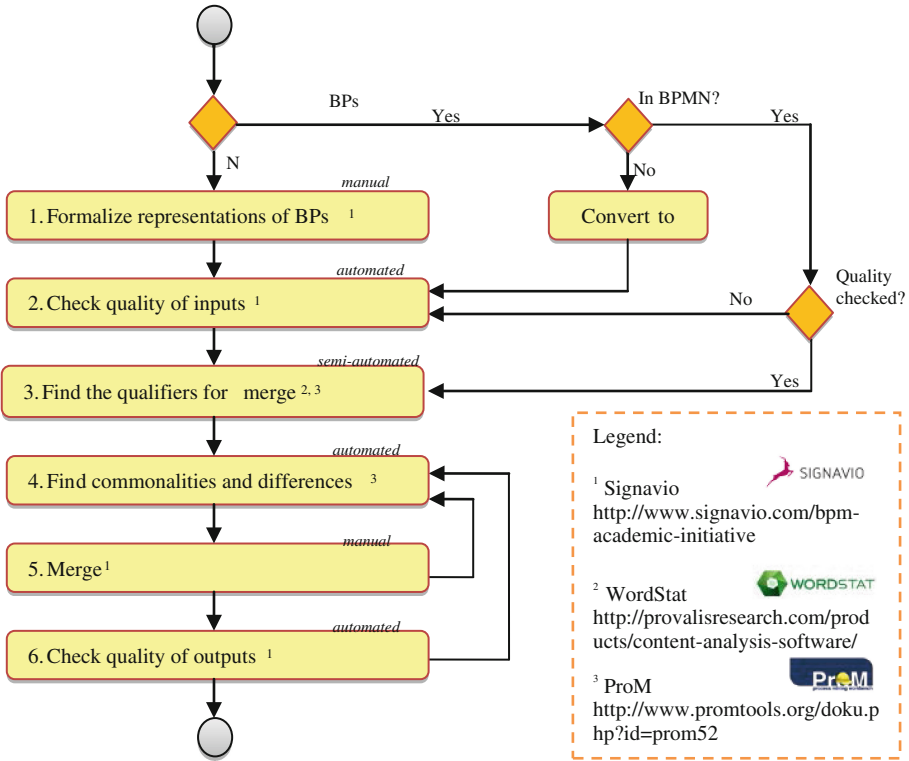 BPs
Yes
In BPMN?
Yes
N
No
manual
1. Formalize representations of BPs 1
Convert to
automated
2. Check quality of inputs 1
No
Quality
checked?
semi-automated
3. Find the qualifiers for merge 2, 3
Yes
automated
4. Find commonalities and differences 3
manual
5. Merge 1
automated
6. Check quality of outputs 1
Legend:
SIGNAVIO
1 Signavio
http://www.signavio.com/bpm-
academic-initiative
WORDSTAT
2 WordStat
http://provalisresearch.com/prod
ucts/content-analysis-software/
ProM
3 ProM
http://www.promtools.org/doku.p
hp?id=prom52